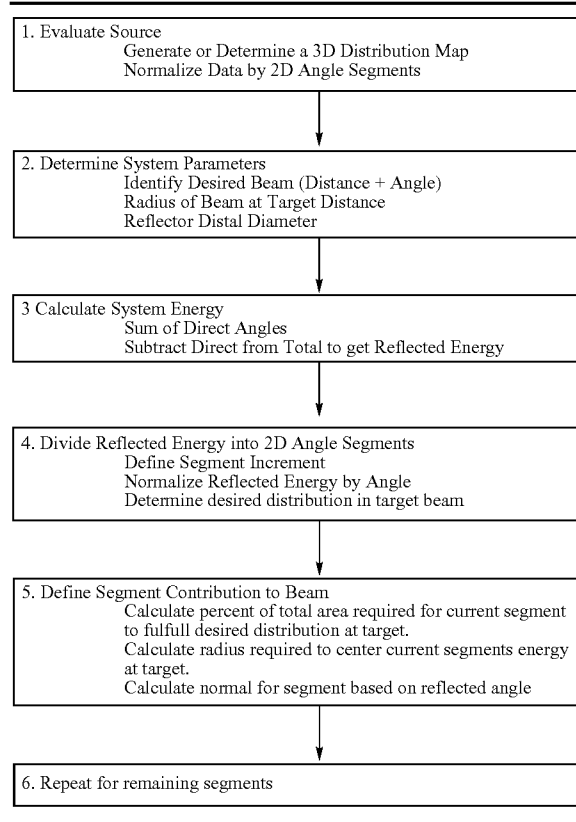 1. Evaluate Source
Generate or Determine a 3D Distribution Map
Normalize Data by 2D Angle Segments
2. Determine System Parameters
Identify Desired Beam (Distance + Angle)
Radius of Beam at Target Distance
Reflector Distal Diameter
3 Calculate System Energy
Sum of Direct Angles
Subtract Direct from Total to get Reflected Energy
4. Divide Reflected Energy into 2D Angle Segments
Define Segment Increment
Normalize Reflected Energy by Angle
Determine desired distribution in target beam
5. Define Segment Contribution to Beam
Calculate percent of total area required for current segment
to fulfull desired distribution at target.
Calculate radius required to center current segments energy
at target.
Calculate normal for segment based on reflected angle
6. Repeat for remaining segments